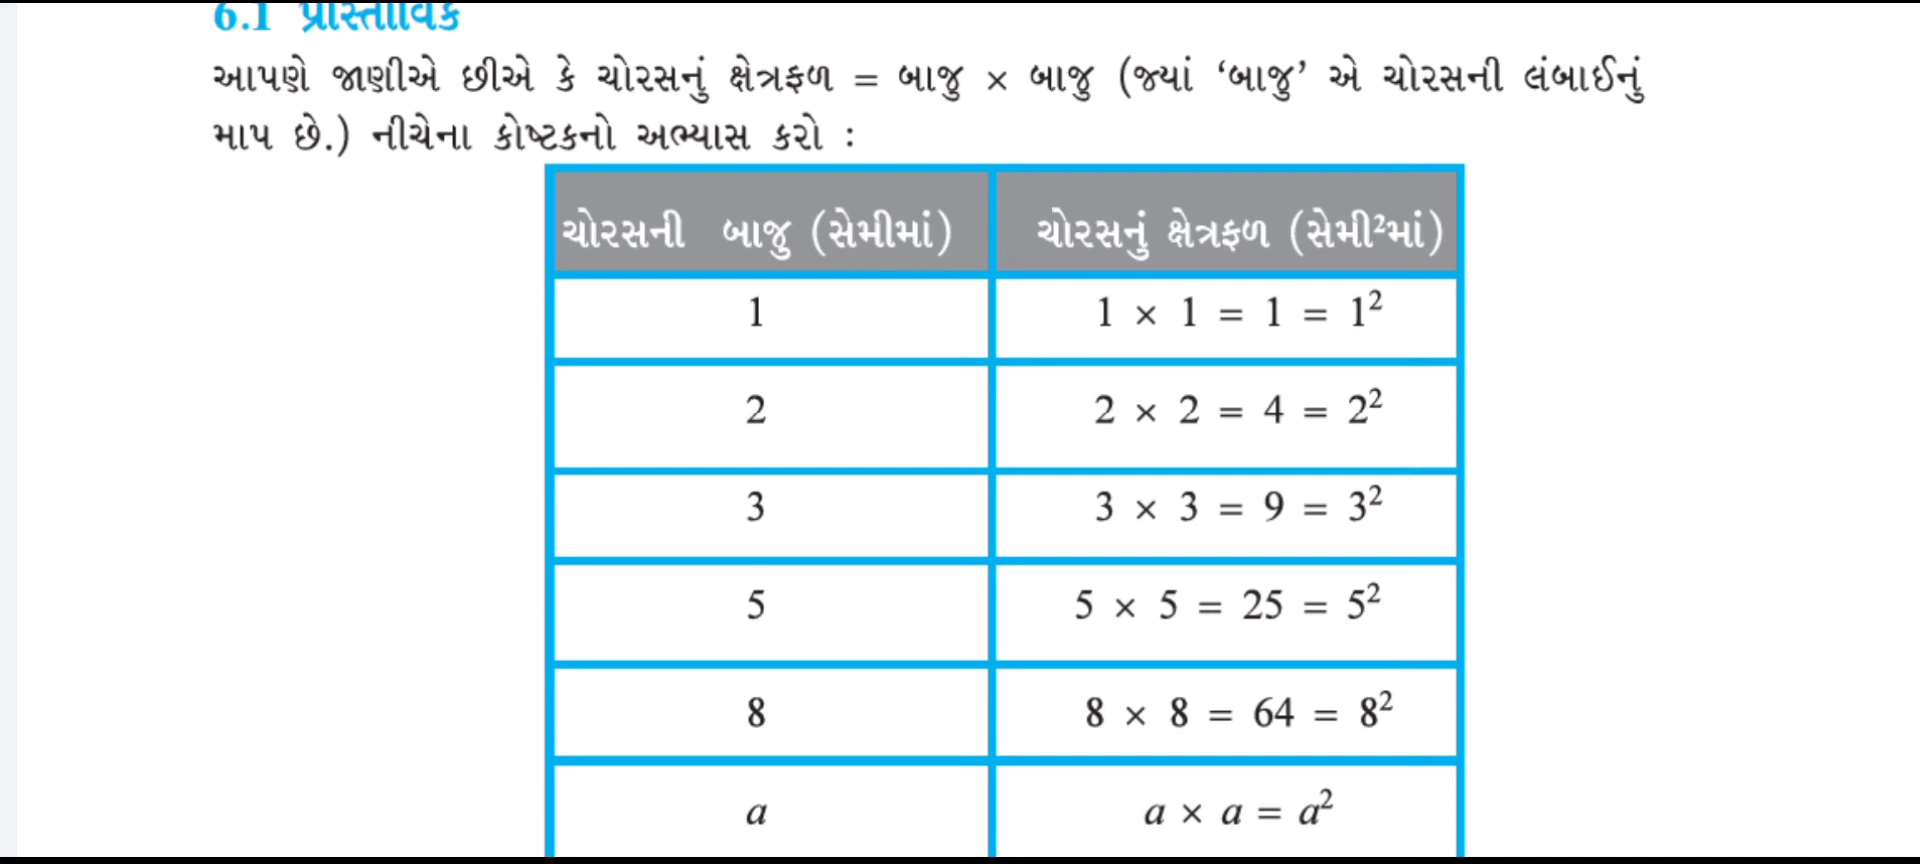 6.1 પ્રાસ્તાવિક
આપણે જાણીએ છીએ કે ચોરસનું ક્ષેત્રફળ = બાજુ × બાજુ (જ્યાં ‘બાજુ’ એ ચોરસની લંબાઈનું
માપ છે.) નીચેના કોષ્ટકનો અભ્યાસ કરો :
ચોરસની બાજુ (સેમીમાં) ચોરસનું ક્ષેત્રફળ (સેમી²માં)
1 1 × 1 = 1 = 1²
2 2 × 2 = 4 = 2²
3 3 × 3 = 9 = 3²
5 5 × 5 = 25 = 5²
8 8 × 8 = 64 = 8²
a a × a = a²